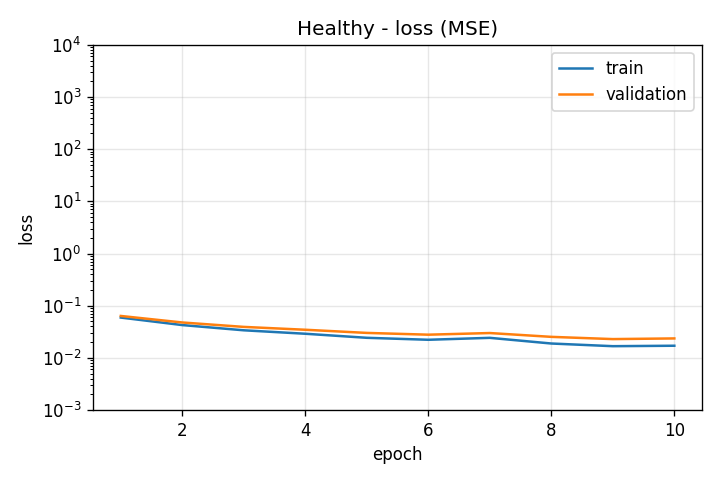 Healthy - loss (MSE)
10^4
10^3
10^2
10^1
10^0
10^-1
10^-2
10^-3
loss
train
validation
2 4 6 8 10
epoch